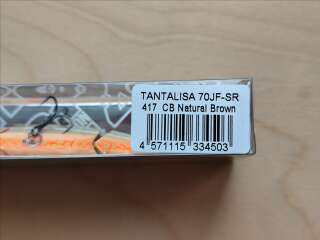 TANTALISA 70JF-SR
417 CB Natural Brown
4 571115 334503